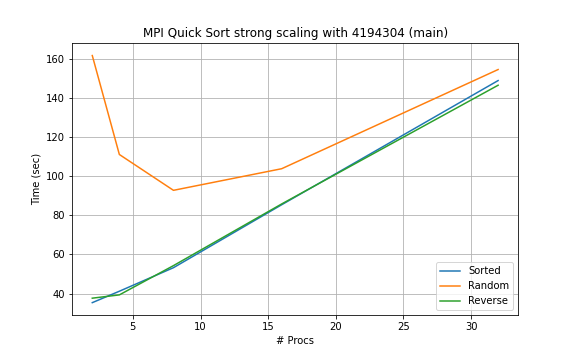 MPI Quick Sort strong scaling with 4194304 (main)
Time (sec)
160
140
120
100
80
60
40
5 10 15 20 25 30
# Procs
Sorted
Random
Reverse